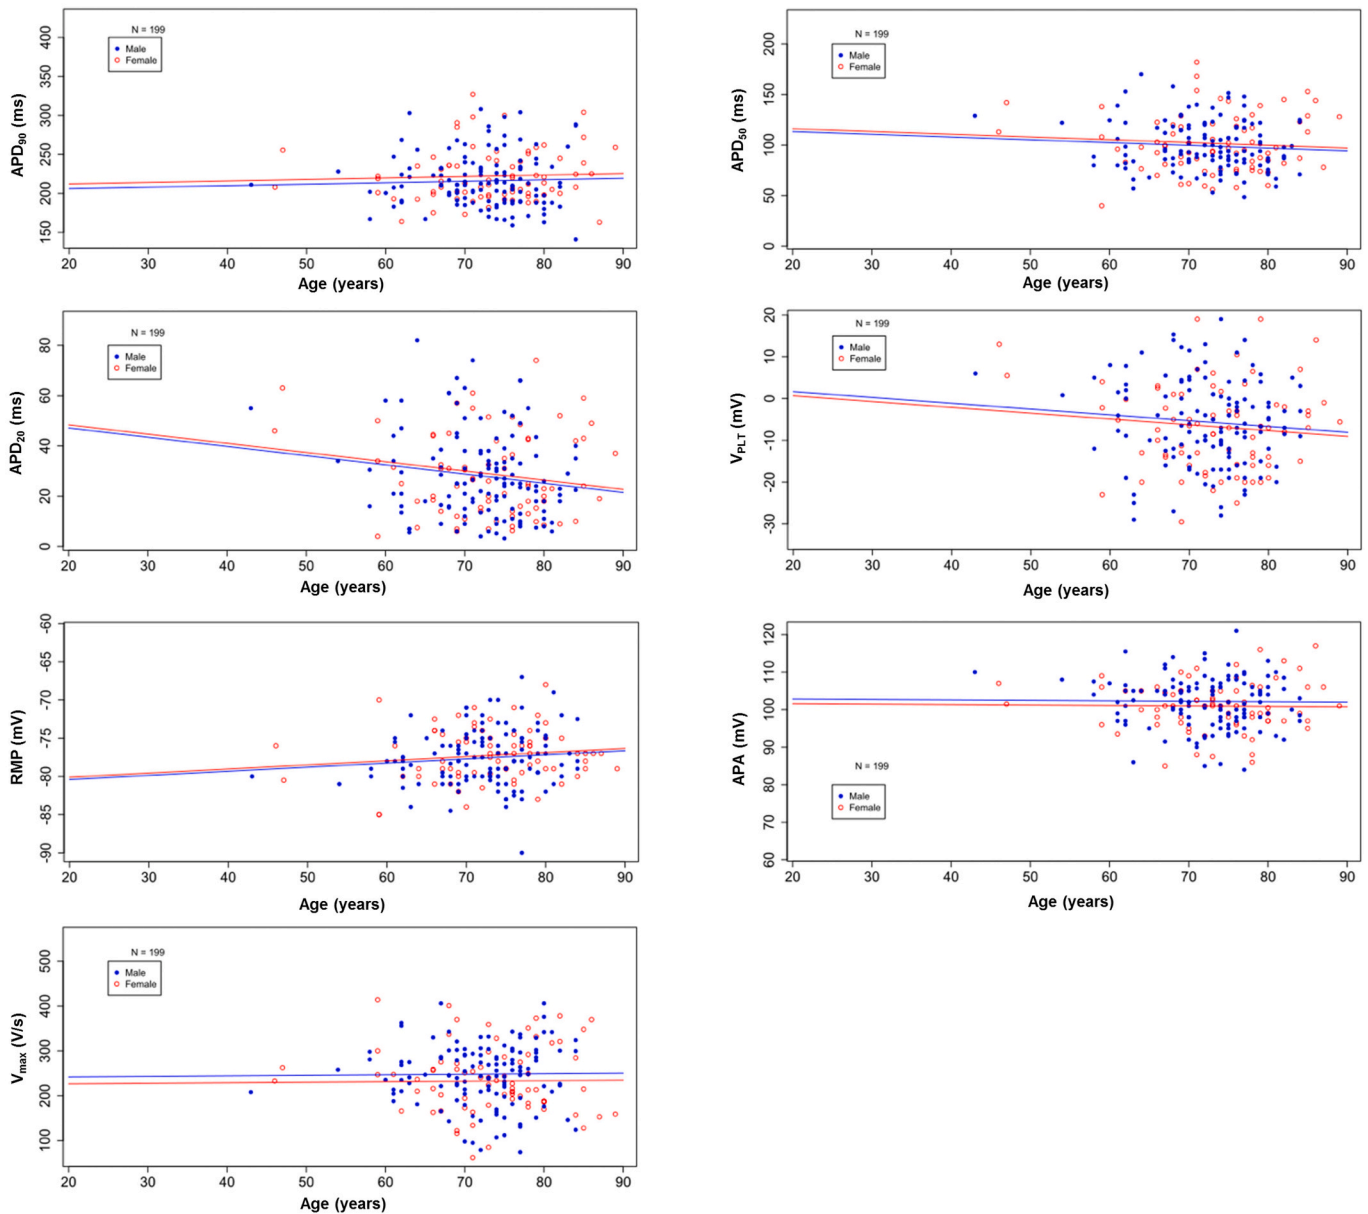 N = 199
Male
Female
APD90 (ms)
400
350
300
250
200
150
20 30 40 50 60 70 80 90
Age (years)
N = 199
Male
Female
APD50 (ms)
200
150
100
50
0
20 30 40 50 60 70 80 90
Age (years)
N = 199
Male
Female
APD20 (ms)
80
60
40
20
0
20 30 40 50 60 70 80 90
Age (years)
N = 199
Male
Female
VPLT (mV)
20
10
0
-10
-20
-30
20 30 40 50 60 70 80 90
Age (years)
RMP (mV)
-60
-65
-70
-75
-80
-85
-90
20 30 40 50 60 70 80 90
Age (years)
APA (mV)
120
110
100
90
80
70
60
N = 199
Male
Female
20 30 40 50 60 70 80 90
Age (years)
N = 199
Male
Female
Vmax (V/s)
500
400
300
200
100
20 30 40 50 60 70 80 90
Age (years)